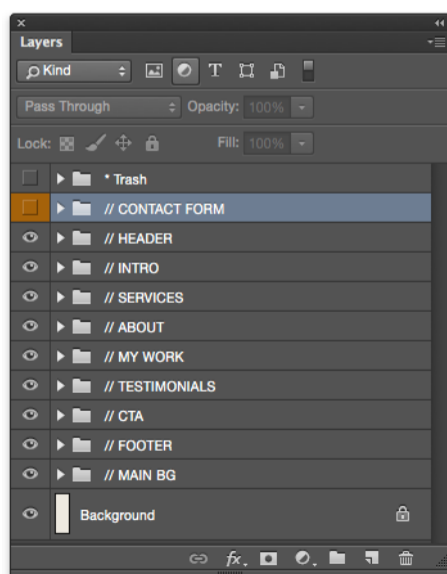 Layers
Kind
Pass Through Opacity: 100%
Lock: Fill: 100%
* Trash
// CONTACT FORM
// HEADER
// INTRO
// SERVICES
// ABOUT
// MY WORK
// TESTIMONIALS
// CTA
// FOOTER
// MAIN BG
Background
fx.